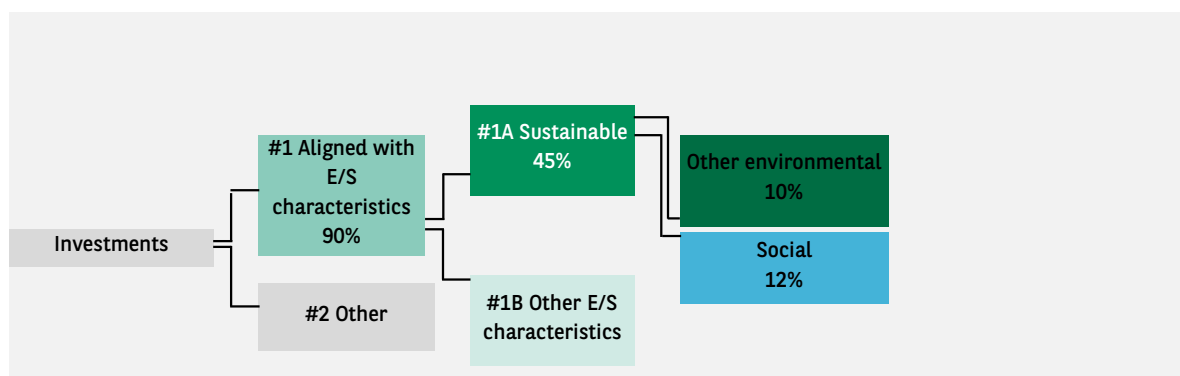 Investments
#1 Aligned with
E/S
characteristics
90%
#2 Other
#1A Sustainable
45%
#1B Other E/S
characteristics
Other environmental
10%
Social
12%